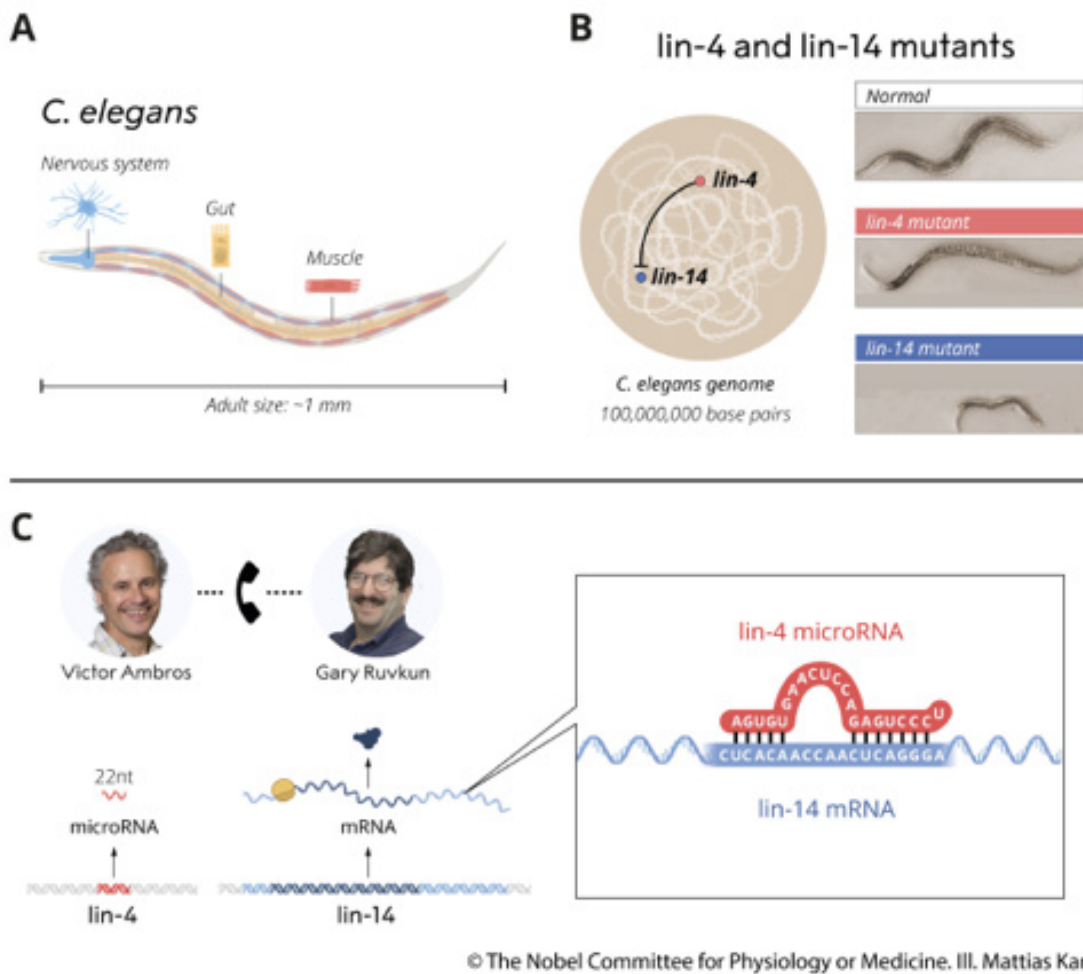 A
C. elegans
Nervous system
Gut
Muscle
Adult size: ~1 mm
B
lin-4 and lin-14 mutants
lin-4
lin-14
C. elegans genome
100,000,000 base pairs
Normal
lin-4 mutant
lin-14 mutant
C
Victor Ambros
Gary Ruvkun
22nt
microRNA
lin-4
mRNA
lin-14
lin-4 microRNA
AGUGUGAACUCCAGAGUCCCU
CUCACAACCAACUCAGGGA
lin-14 mRNA
© The Nobel Committee for Physiology or Medicine. Ill. Mattias Kar